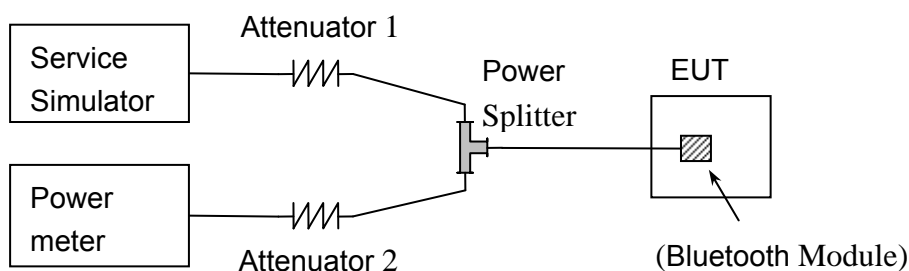 Attenuator 1
Service
Simulator
Power
Splitter
EUT
Power
meter
Attenuator 2
(Bluetooth Module)